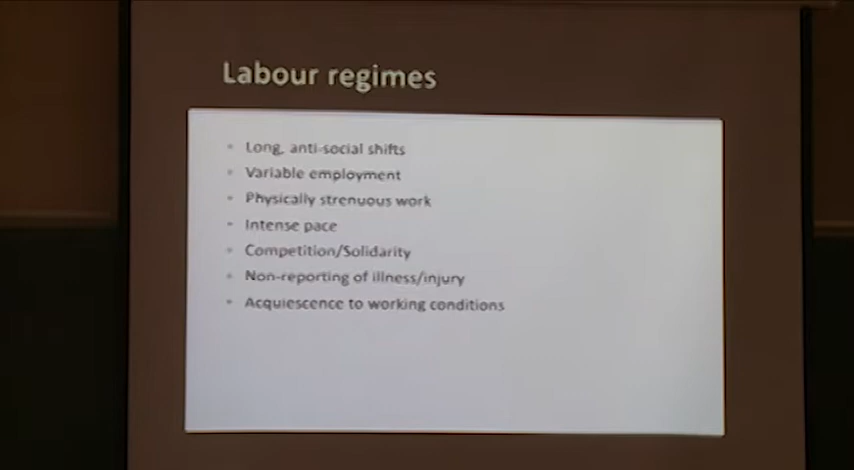 Labour regimes
• Long, anti-social shifts
• Variable employment
• Physically strenuous work
• Intense pace
• Competition/Solidarity
• Non-reporting of illness/injury
• Acquiescence to working conditions